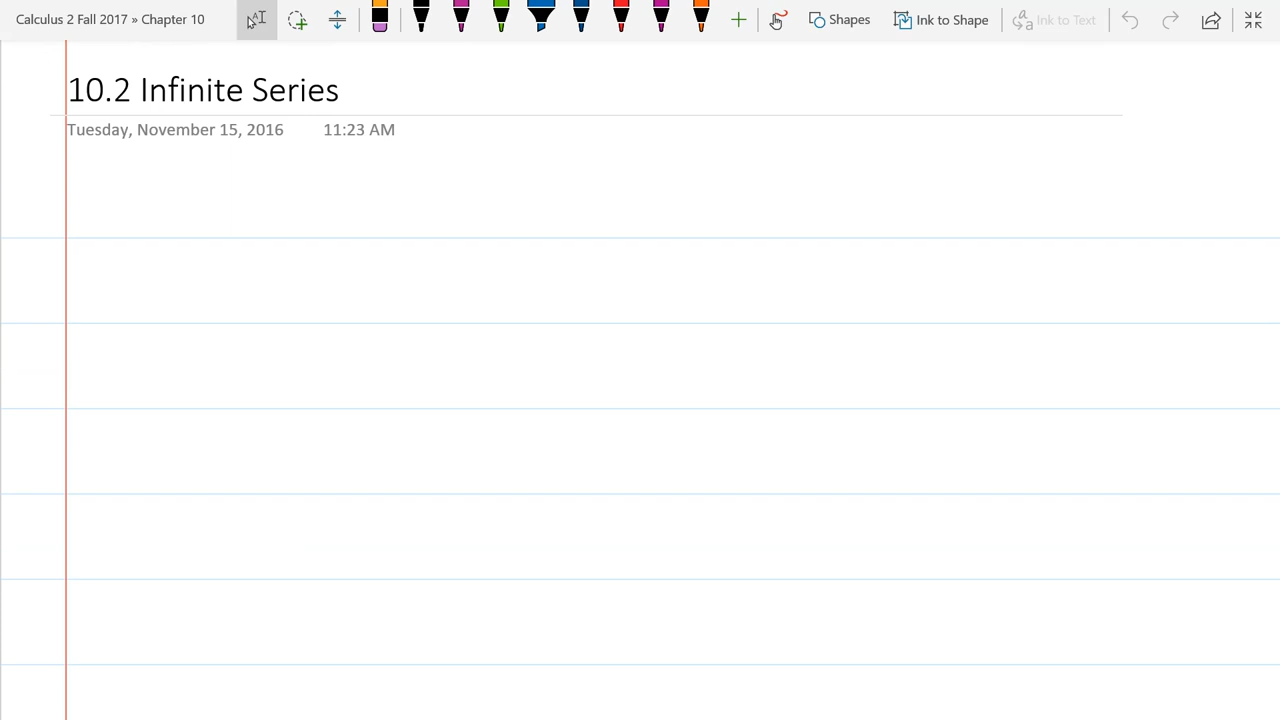 Calculus 2 Fall 2017 » Chapter 10
Shapes
Ink to Shape
Ink to Text
10.2 Infinite Series
Tuesday, November 15, 2016 11:23 AM